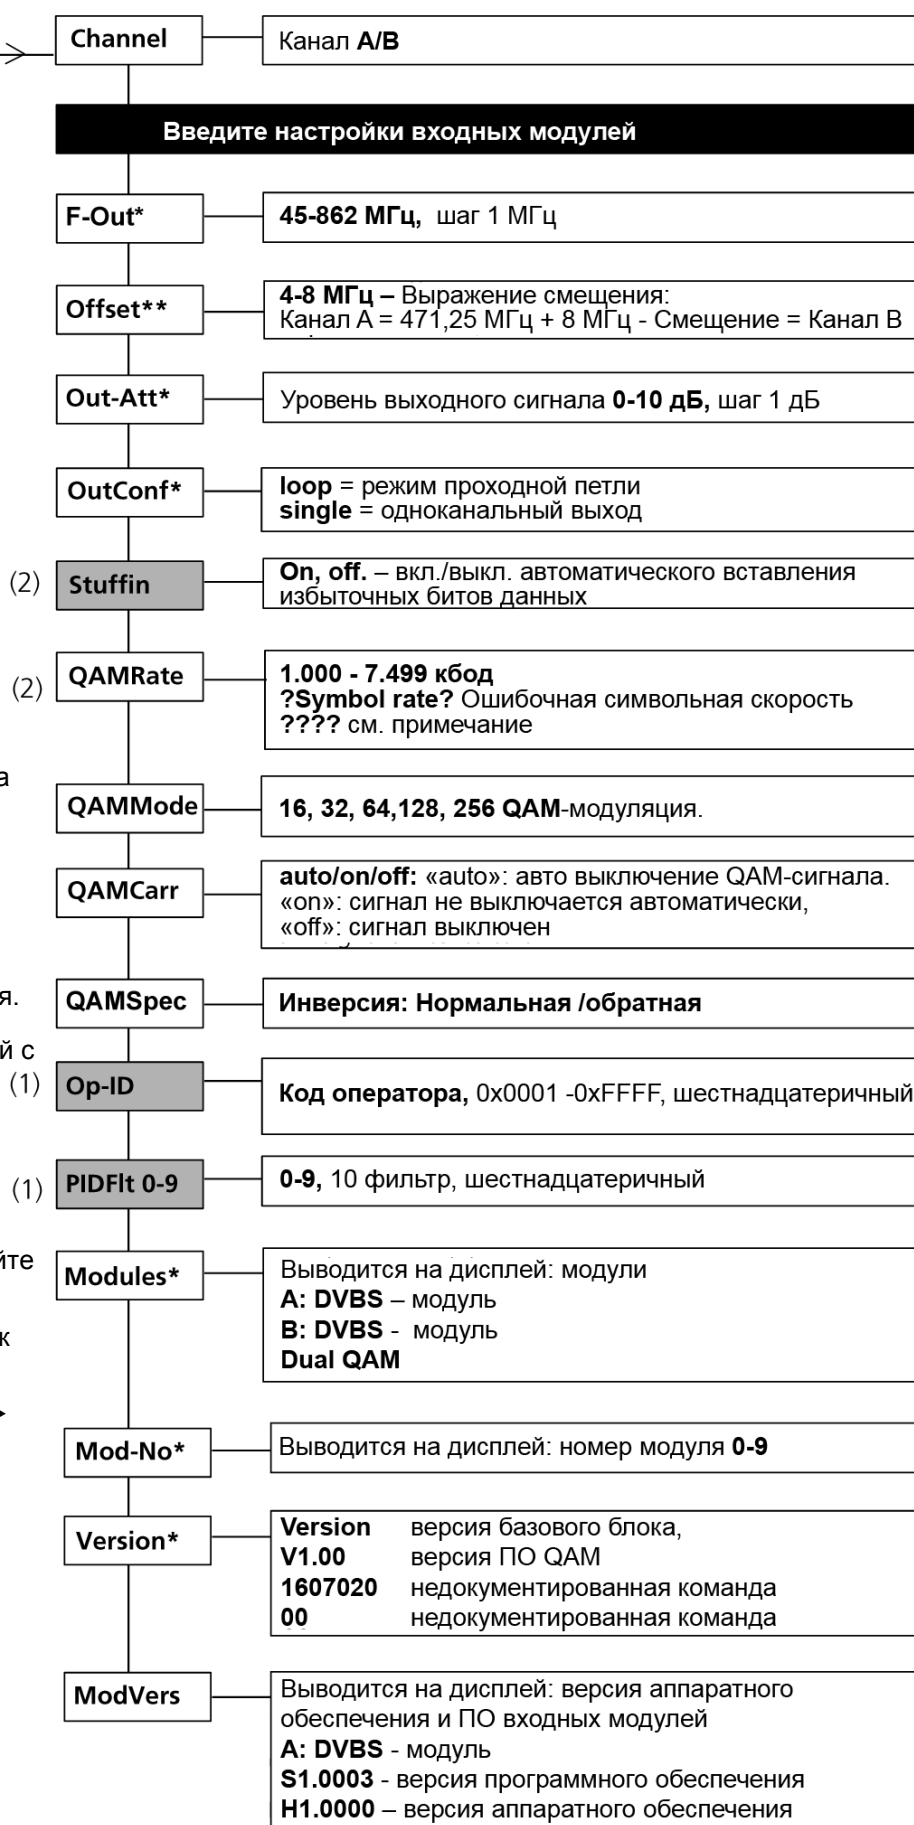 Channel
Канал A/B
Введите настройки входных модулей
F-Out*
45-862 МГц, шаг 1 МГц
Offset**
4-8 МГц – Выражение смещения:
Канал A = 471,25 МГц + 8 МГц - Смещение = Канал B
Out-Att*
Уровень выходного сигнала 0-10 дБ, шаг 1 дБ
OutConf*
loop = режим проходной петли
single = одноканальный выход
(2) Stuffin
On, off. – вкл./выкл. автоматического вставления
избыточных битов данных
(2) QAMRate
1.000 - 7.499 кбод
?Symbol rate? Ошибочная символьная скорость
???? см. примечание
а
QAMMode
16, 32, 64,128, 256 QAM-модуляция.
QAMCarr
auto/on/off: «auto»: авто выключение QAM-сигнала.
«on»: сигнал не выключается автоматически,
«off»: сигнал выключен
я.
QAMSpec
Инверсия: Нормальная /обратная
й с
(1) Op-ID
Код оператора, 0x0001 -0xFFFF, шестнадцатеричный
(1) PIDFlt 0-9
0-9, 10 фильтр, шестнадцатеричный
йте
Modules*
Выводится на дисплей: модули
A: DVBS – модуль
B: DVBS - модуль
Dual QAM
к
Mod-No*
Выводится на дисплей: номер модуля 0-9
Version*
Version версия базового блока,
V1.00 версия ПО QAM
1607020 недокументированная команда
00 недокументированная команда
ModVers
Выводится на дисплей: версия аппаратного
обеспечения и ПО входных модулей
A: DVBS - модуль
S1.0003 - версия программного обеспечения
H1.0000 – версия аппаратного обеспечения